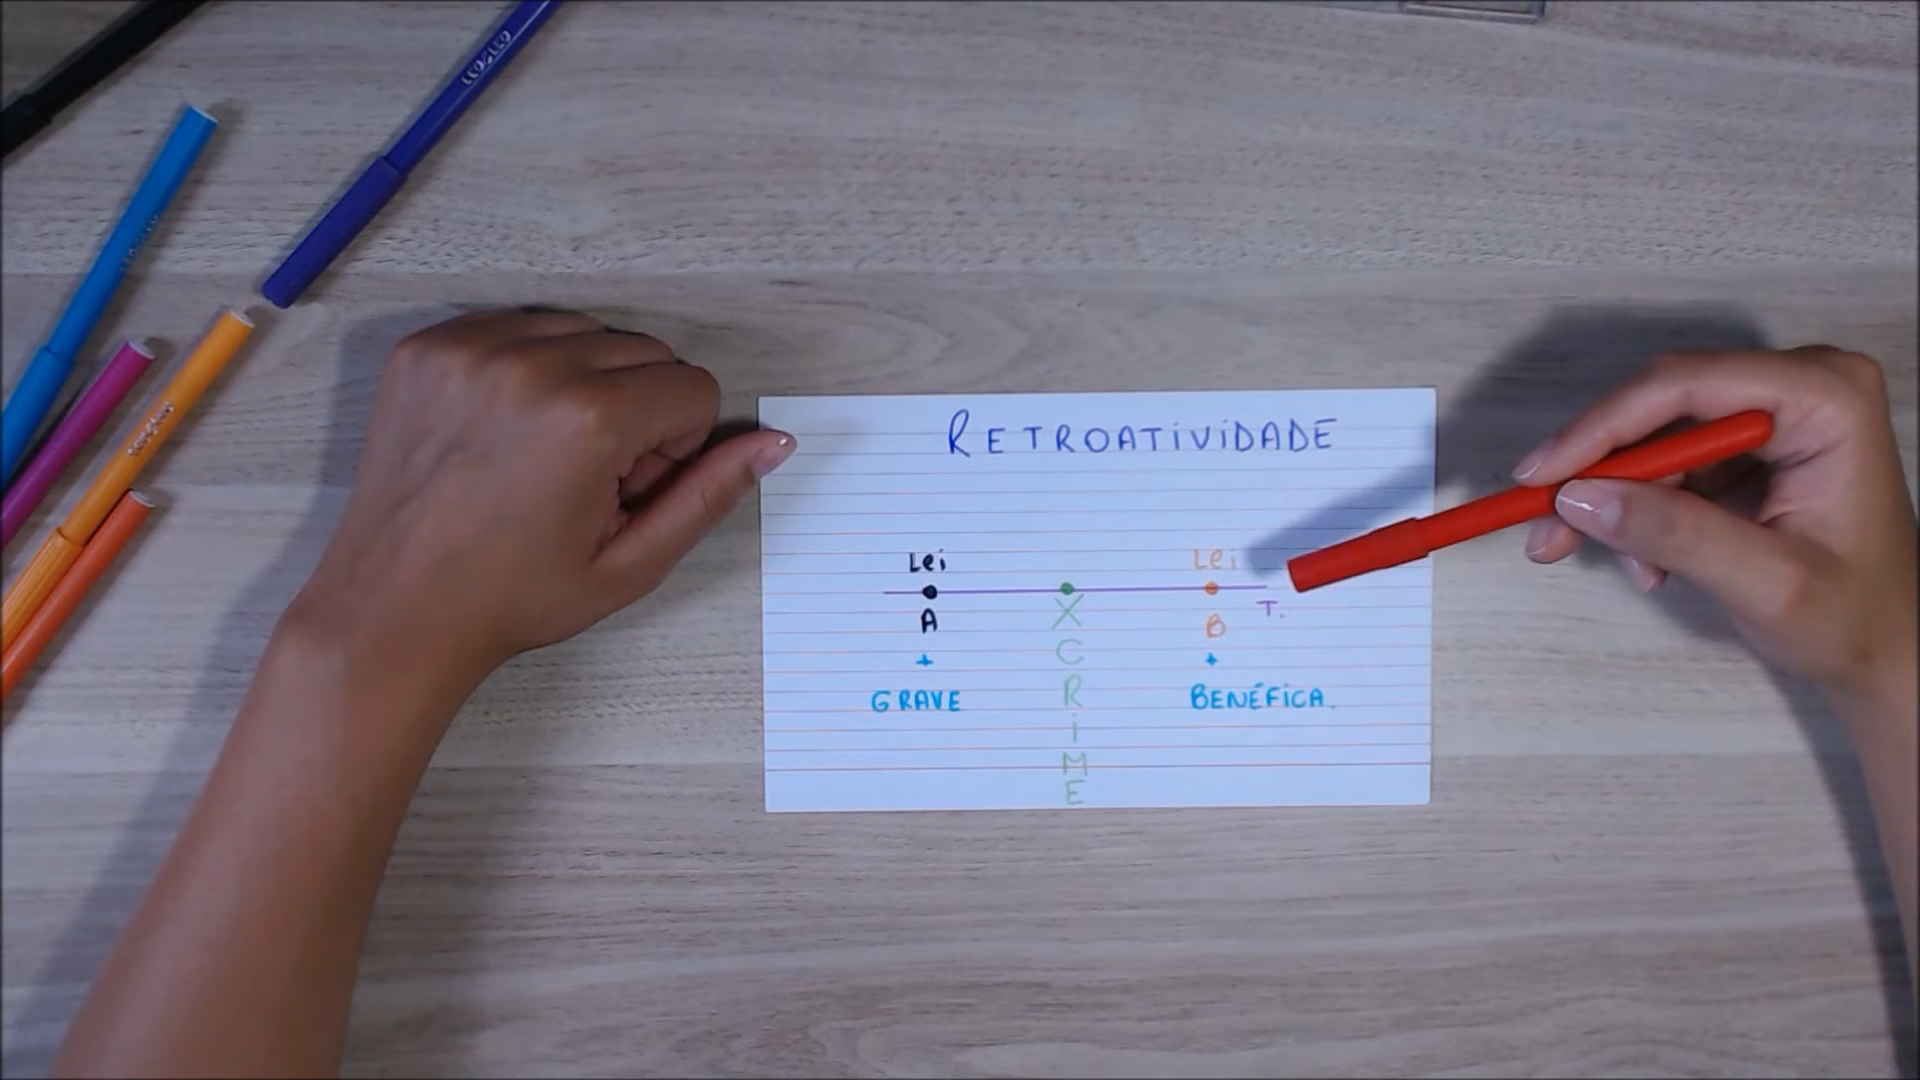 RETROATiViDADE
Lei Lei
A X B T.
+ +
GRAVE BENÉFiCA.
C
R
i
M
E